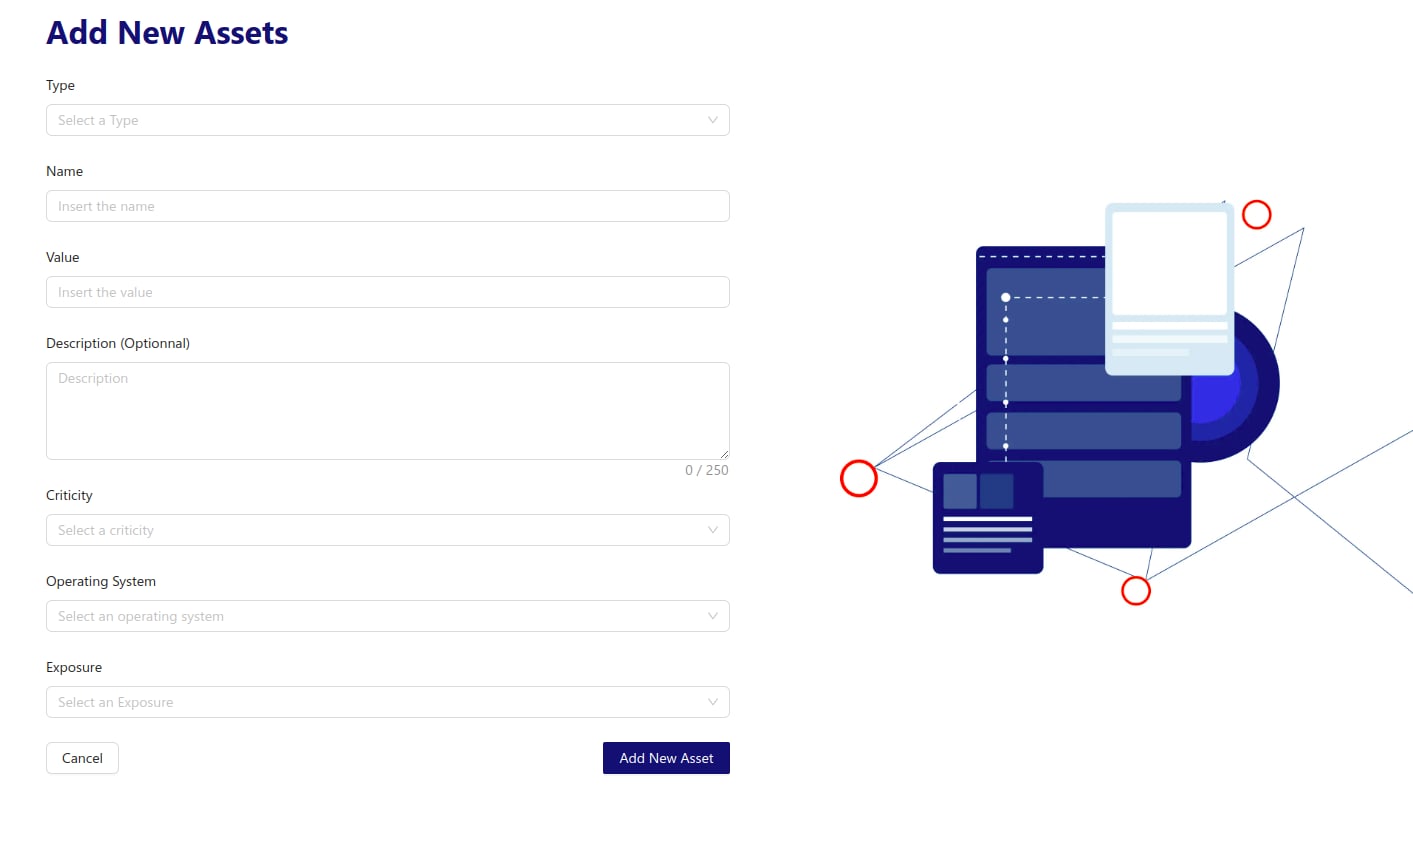 Add New Assets
Type
Select a Type
Name
Insert the name
Value
Insert the value
Description (Optionnal)
Description
0 / 250
Criticity
Select a criticity
Operating System
Select an operating system
Exposure
Select an Exposure
Cancel
Add New Asset